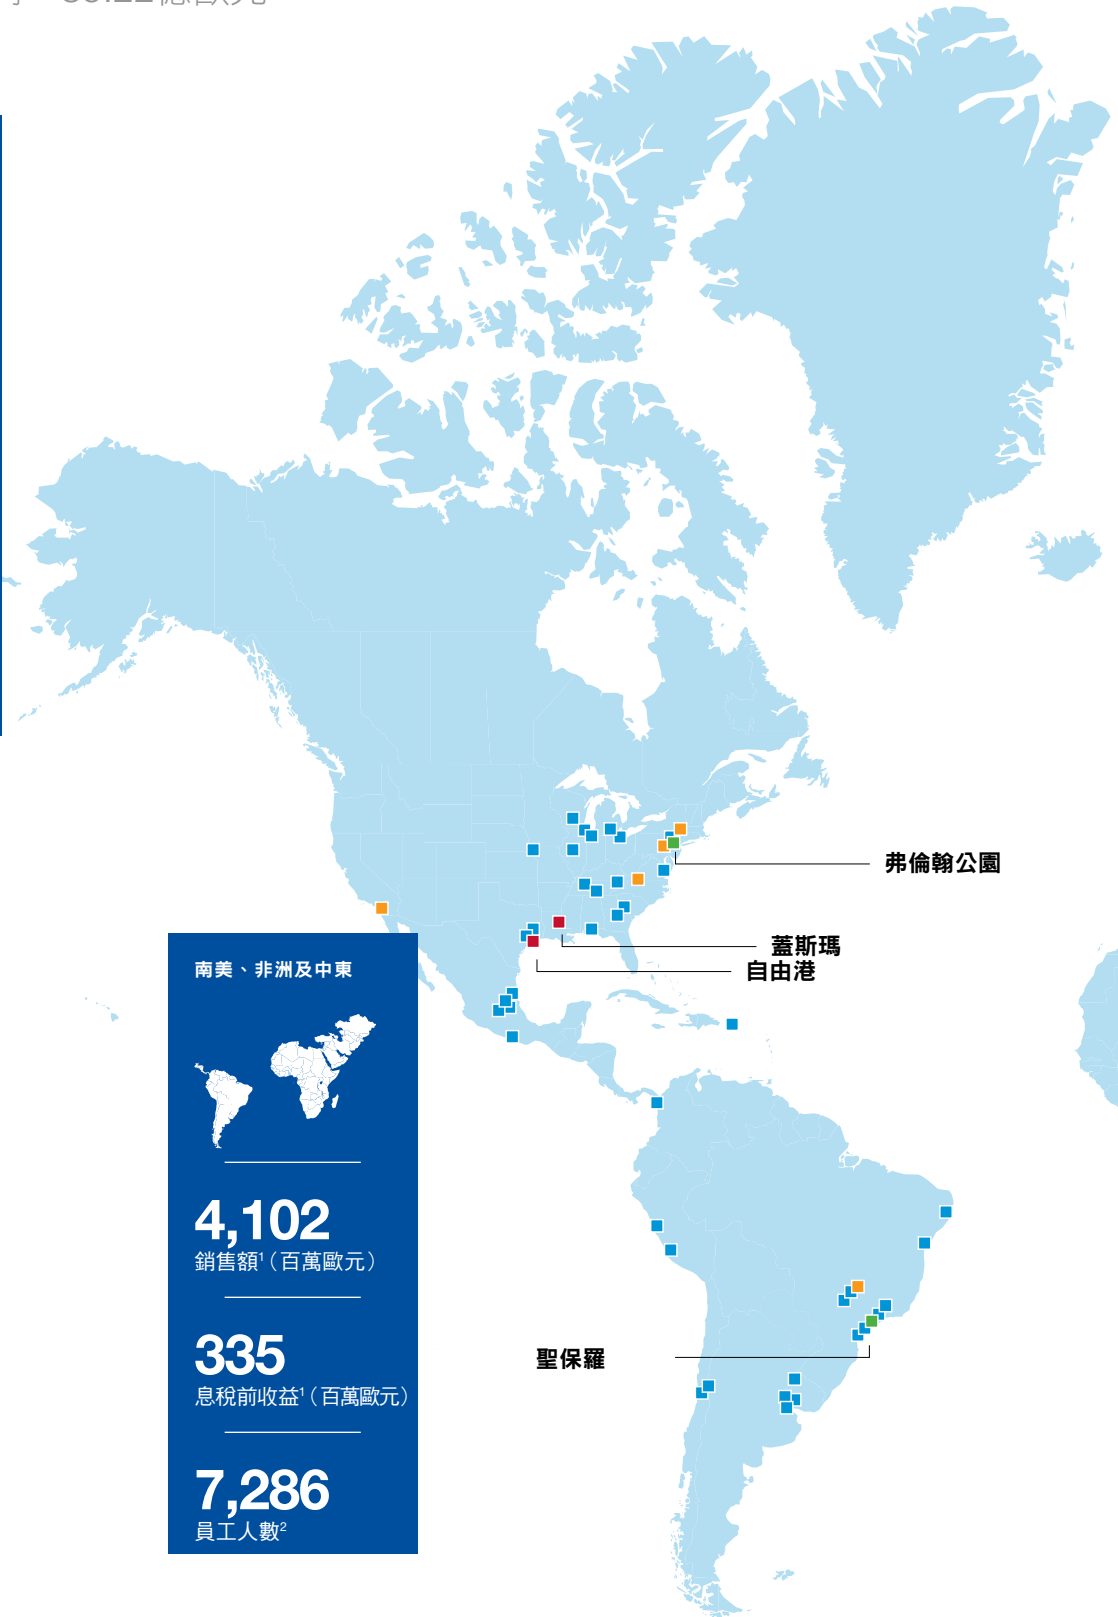 弗倫翰公園
蓋斯瑪
自由港
南美、非洲及中東
4,102
銷售額¹（百萬歐元）
335
息稅前收益¹（百萬歐元）
7,286
員工人數²
聖保羅